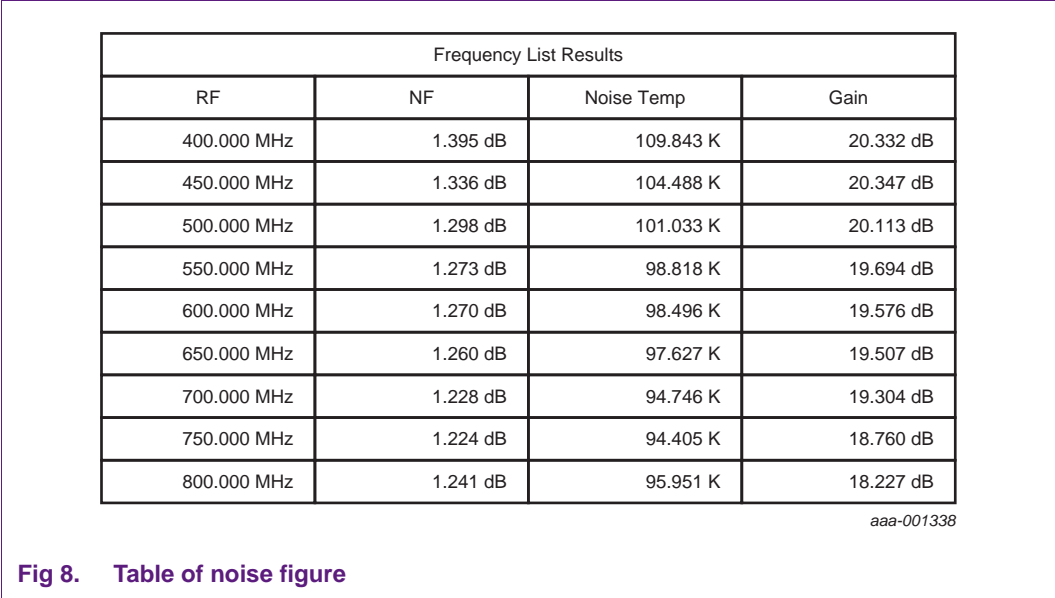 Frequency List Results
RF NF Noise Temp Gain
400.000 MHz 1.395 dB 109.843 K 20.332 dB
450.000 MHz 1.336 dB 104.488 K 20.347 dB
500.000 MHz 1.298 dB 101.033 K 20.113 dB
550.000 MHz 1.273 dB 98.818 K 19.694 dB
600.000 MHz 1.270 dB 98.496 K 19.576 dB
650.000 MHz 1.260 dB 97.627 K 19.507 dB
700.000 MHz 1.228 dB 94.746 K 19.304 dB
750.000 MHz 1.224 dB 94.405 K 18.760 dB
800.000 MHz 1.241 dB 95.951 K 18.227 dB
aaa-001338
Fig 8. Table of noise figure